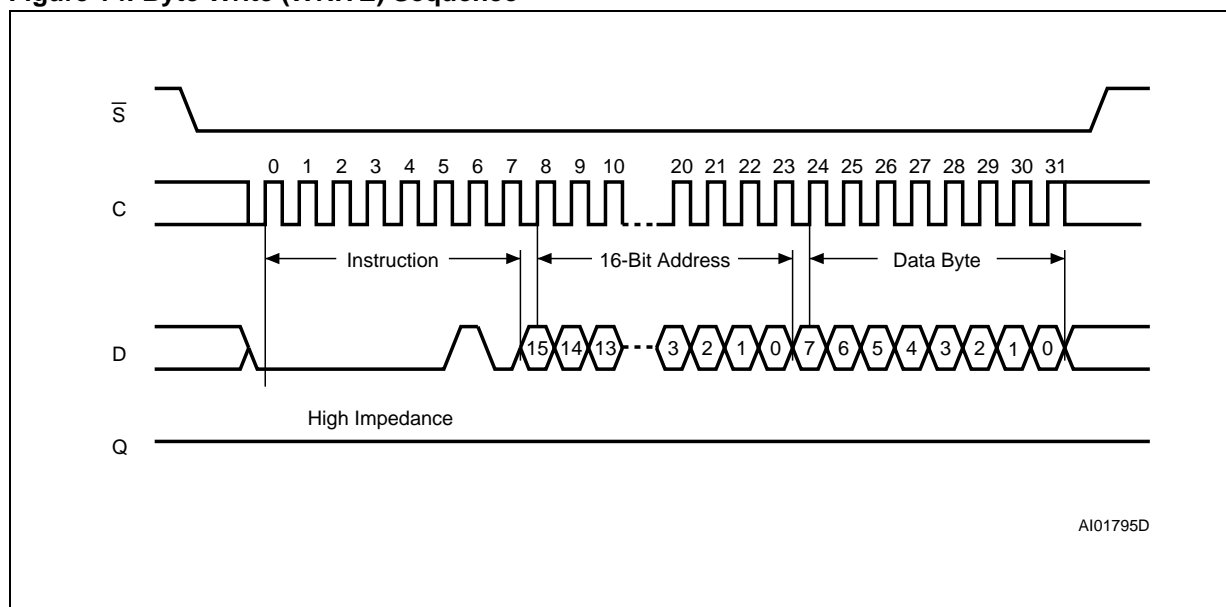 Figure 14. Byte Write (WRITE) Sequence
S
0 1 2 3 4 5 6 7 8 9 10 20 21 22 23 24 25 26 27 28 29 30 31
C
Instruction 16-Bit Address Data Byte
D 15 14 13 3 2 1 0 7 6 5 4 3 2 1 0
High Impedance
Q
AI01795D